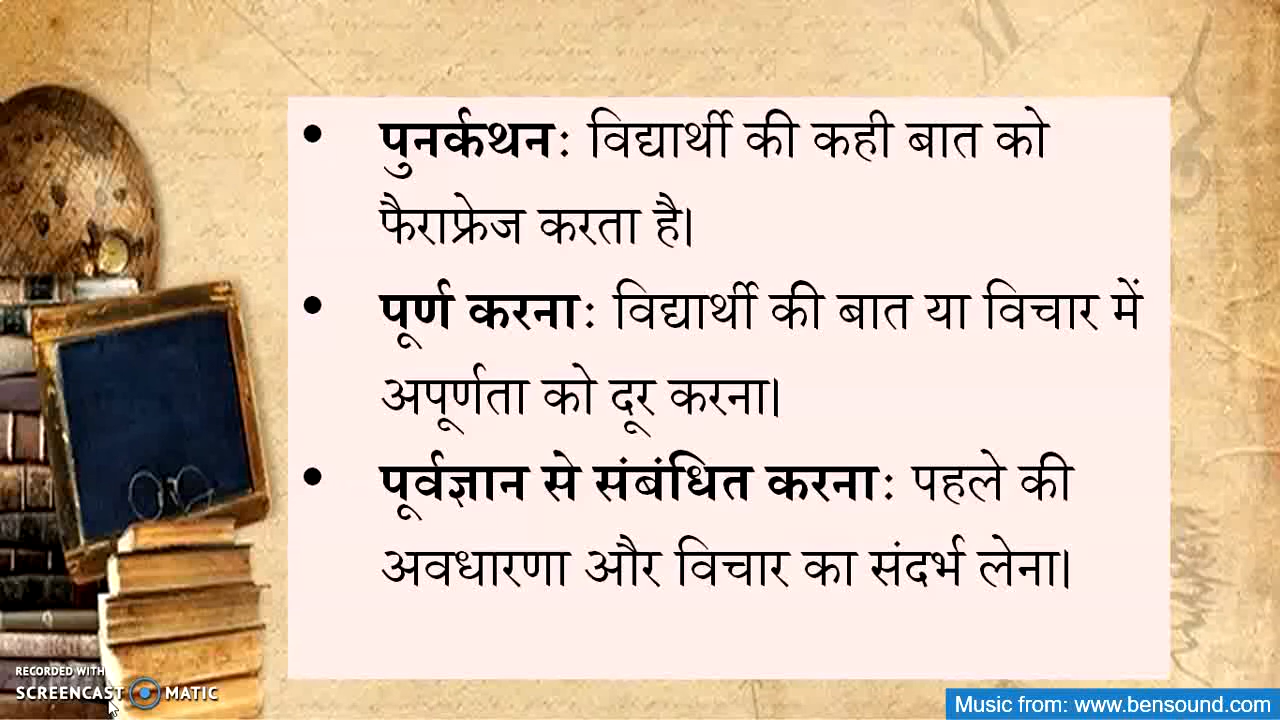 • पुनर्कथन: विद्यार्थी की कही बात को
फैराफ्रेज करता है।
• पूर्ण करना: विद्यार्थी की बात या विचार में
अपूर्णता को दूर करना।
• पूर्वज्ञान से संबंधित करना: पहले की
अवधारणा और विचार का संदर्भ लेना।
RECORDED WITH
SCREENCAST MATIC
Music from: www.bensound.com